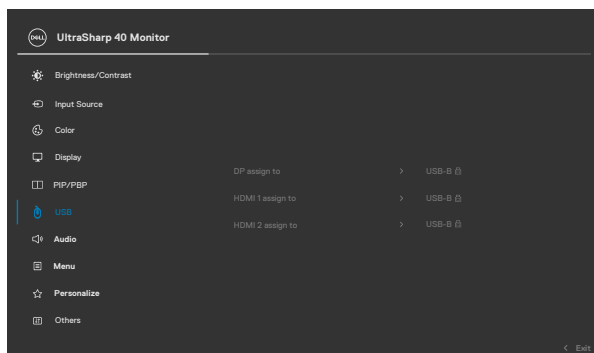 DELL
UltraSharp 40 Monitor
Brightness/Contrast
Input Source
Color
Display
DP assign to > USB-B
PIP/PBP
HDMI 1 assign to > USB-B
USB
HDMI 2 assign to > USB-B
Audio
Menu
Personalize
Others
< Exit